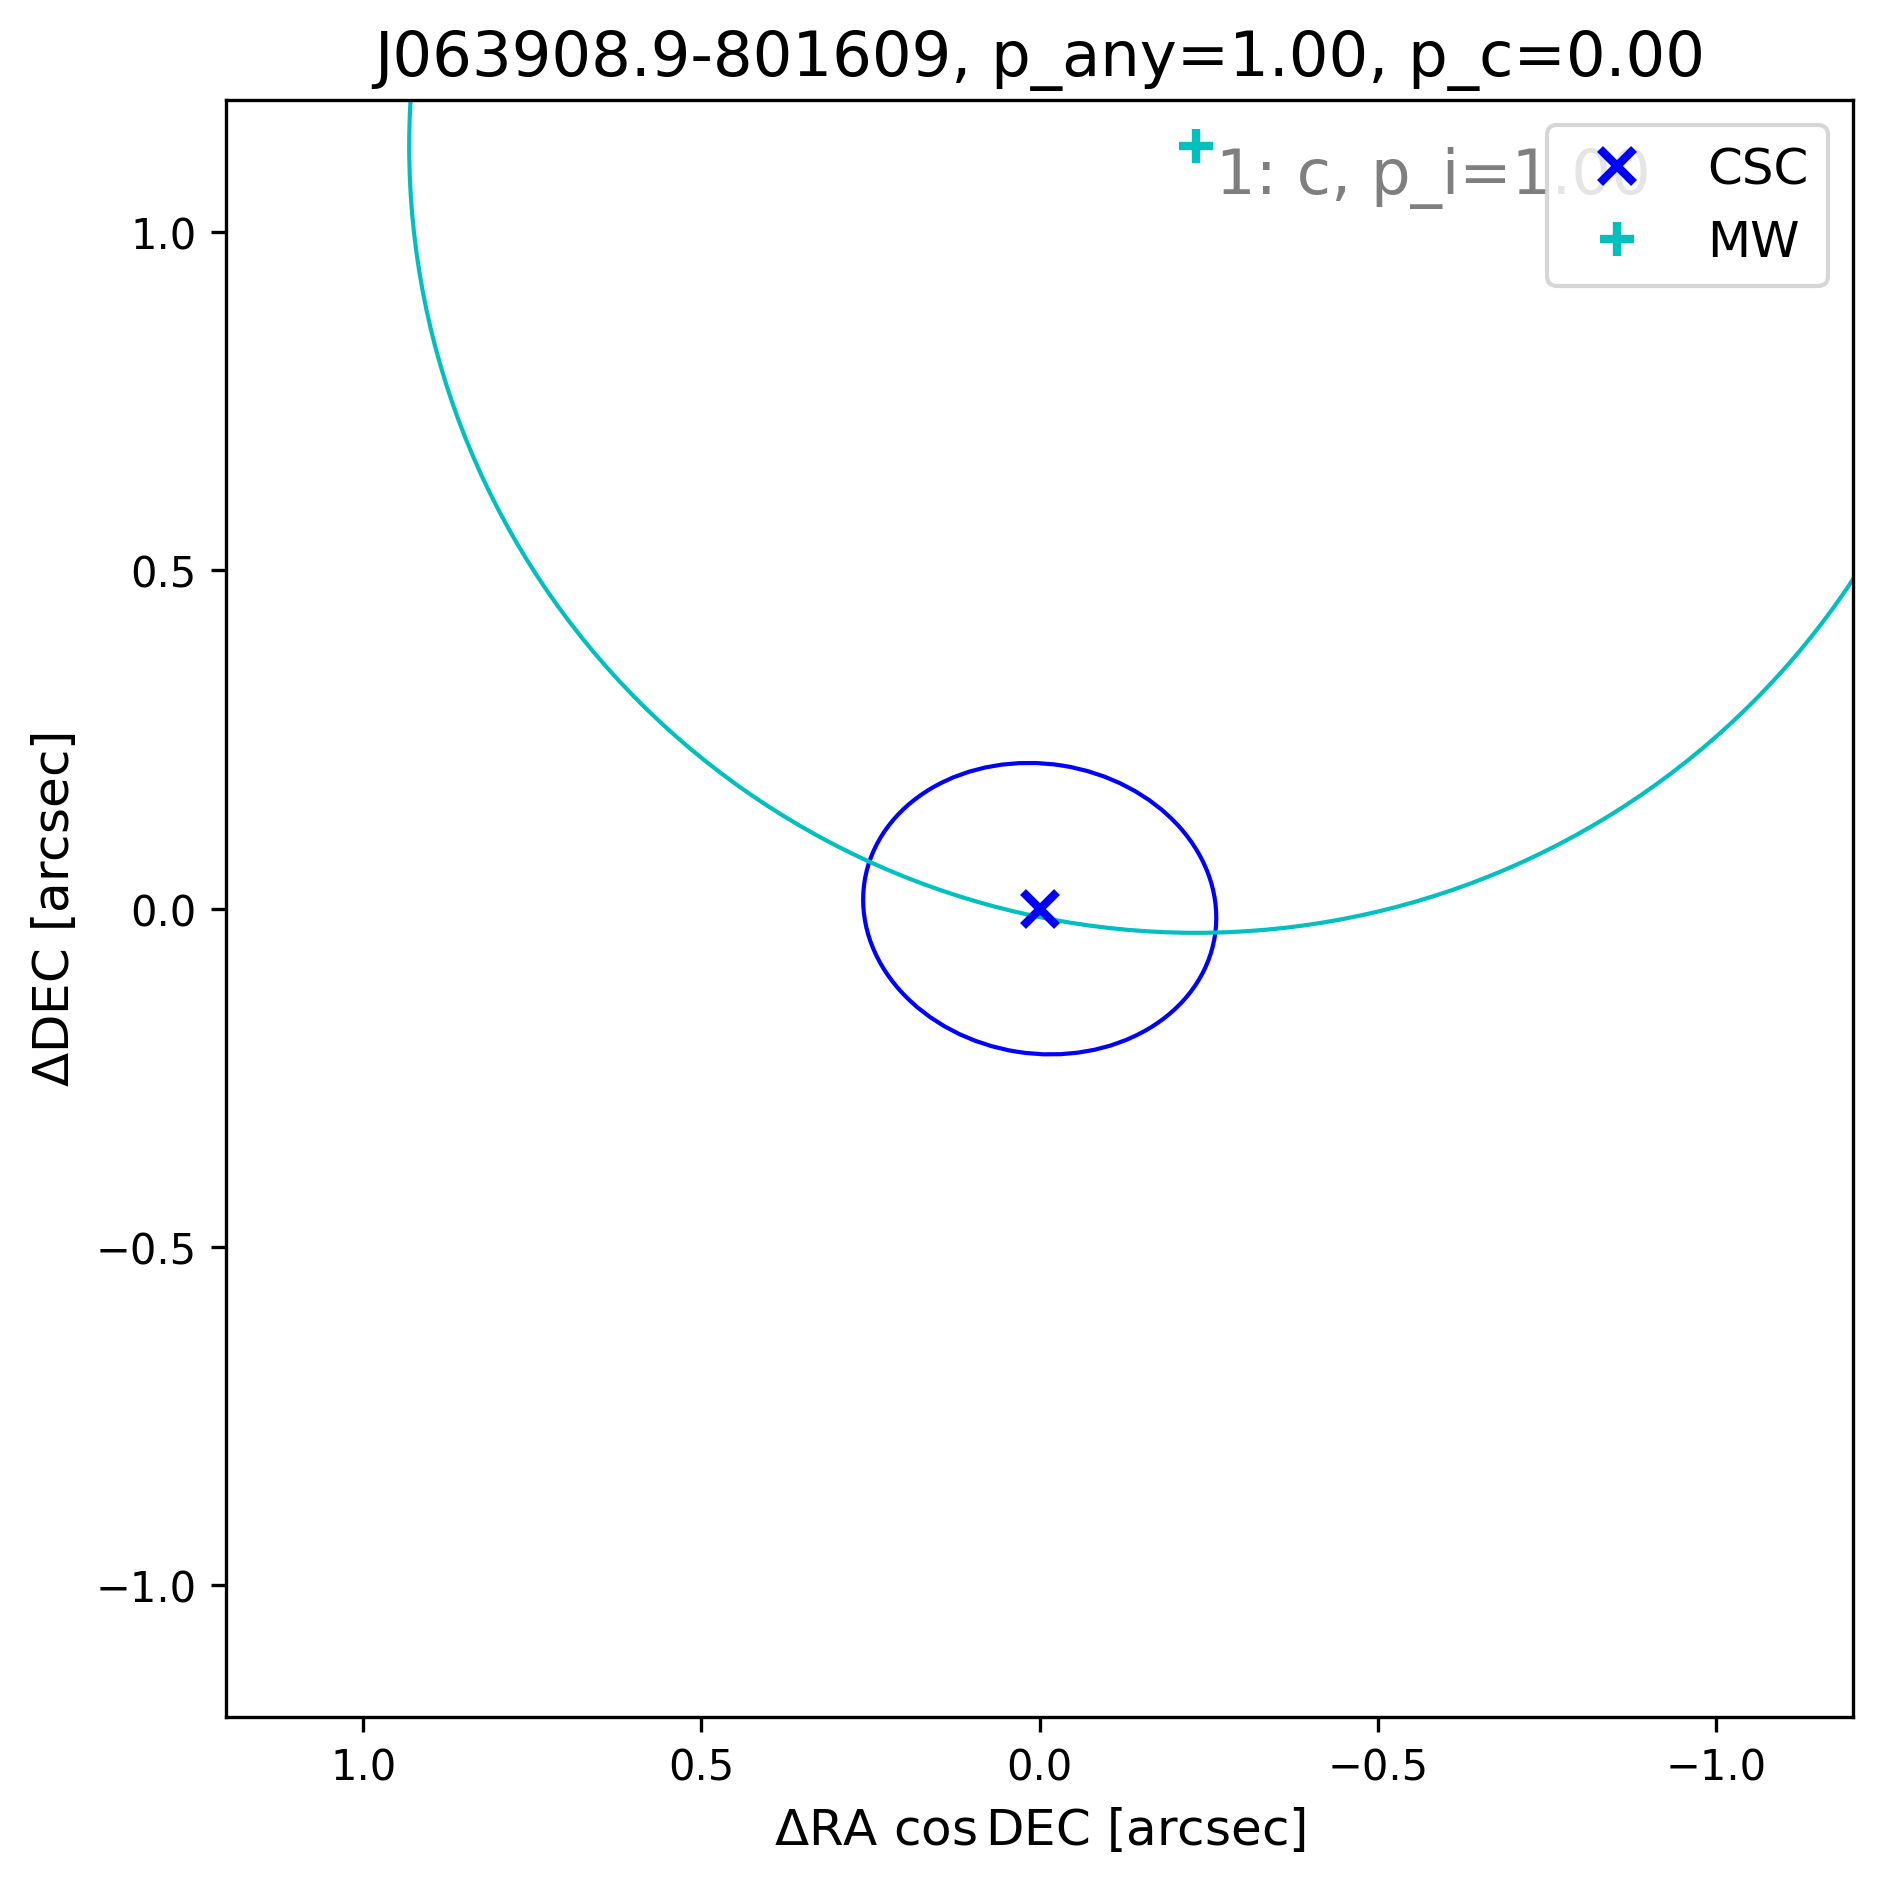 J063908.9-801609, p_any=1.00, p_c=0.00
1: c, p_i=1.00
CSC
MW
1.0
0.5
0.0
−0.5
−1.0
ΔDEC [arcsec]
1.0
0.5
0.0
−0.5
−1.0
ΔRA cos DEC [arcsec]